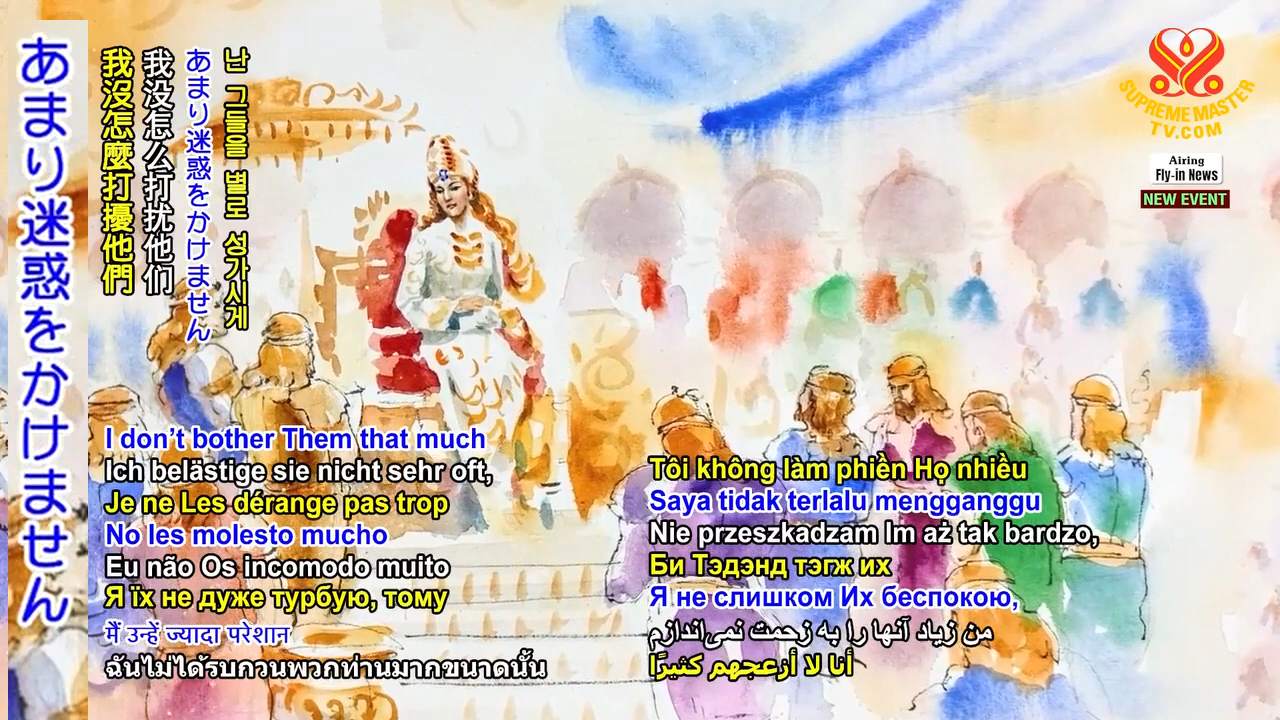 あまり迷惑をかけません
我沒怎麼打擾他們
我没怎么打扰他们
あまり迷惑をかけません
난 그들을 별로 성가시게
SUPREME MASTER
TV.COM
Airing
Fly-in News
NEW EVENT
I don’t bother Them that much
Ich belästige sie nicht sehr oft,
Je ne Les dérange pas trop
No les molesto mucho
Eu não Os incomodo muito
Я їх не дуже турбую, тому
मैं उन्हें ज्यादा परेशान
ฉันไม่ได้รบกวนพวกท่านมากขนาดนั้น
Tôi không làm phiền Họ nhiều
Saya tidak terlalu mengganggu
Nie przeszkadzam Im aż tak bardzo,
Би Тэдэнд тэгж их
Я не слишком Их беспокою,
من زیاد آنها را به زحمت نمی‌اندازم
أنا لا أزعجهم كثيرًا